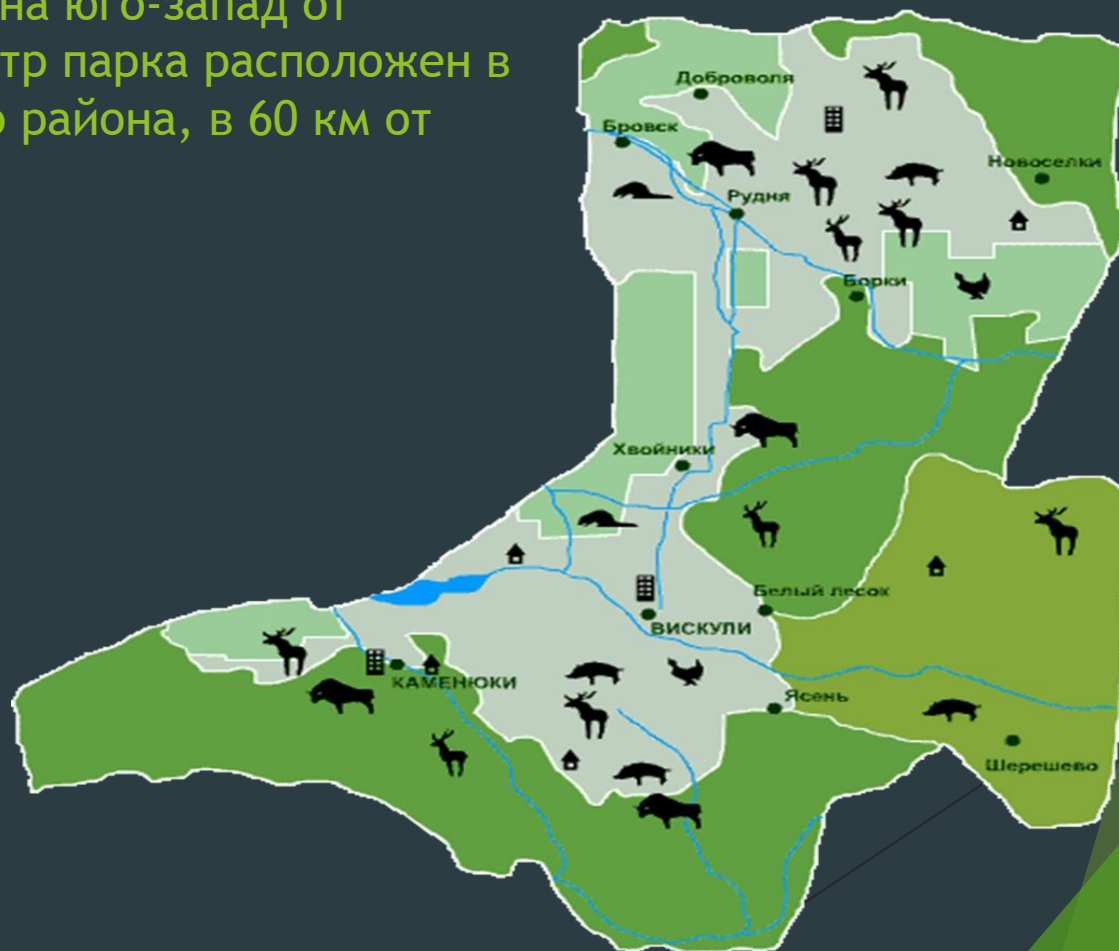 на юго-запад от
тр парка расположен в
о района, в 60 км от
Доброволя
Бровск
Новоселки
Рудня
Борки
Хвойники
Белый лесок
ВИСКУЛИ
КАМЕНЮКИ
Ясень
Шерешево